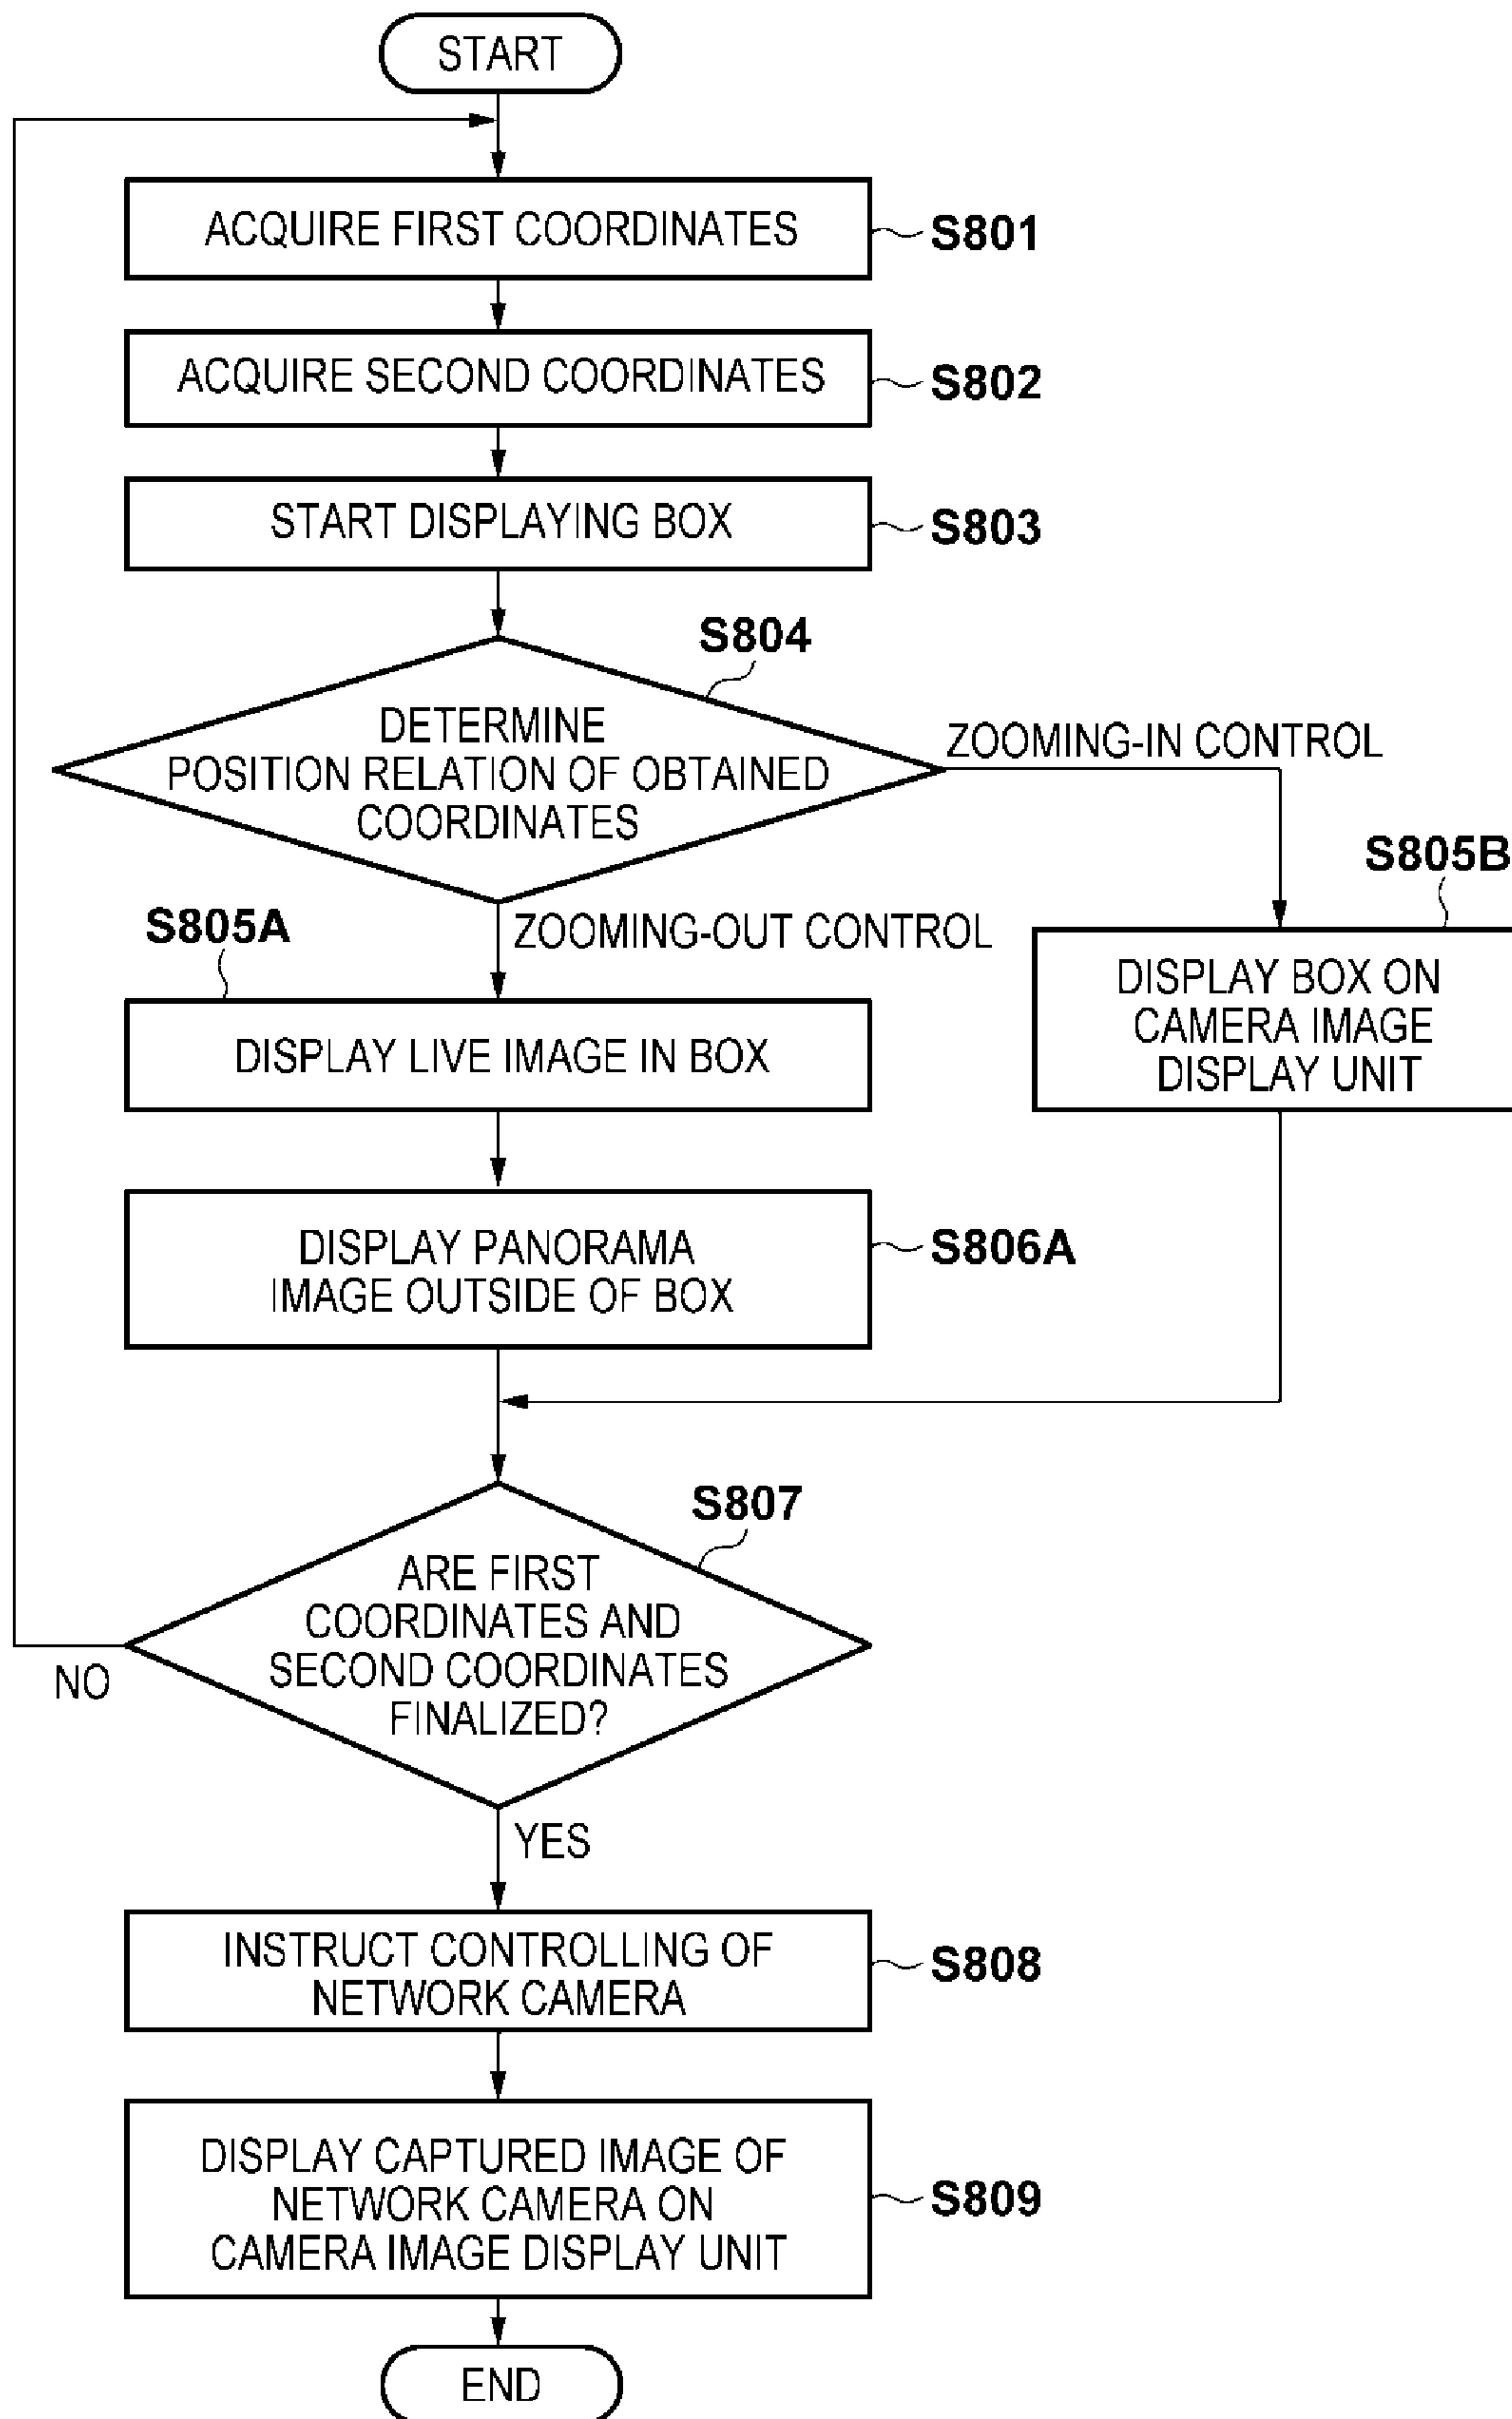 START
ACQUIRE FIRST COORDINATES
S801
ACQUIRE SECOND COORDINATES
S802
START DISPLAYING BOX
S803
S804
DETERMINE
POSITION RELATION OF OBTAINED
COORDINATES
ZOOMING-IN CONTROL
ZOOMING-OUT CONTROL
S805A
DISPLAY LIVE IMAGE IN BOX
S805B
DISPLAY BOX ON
CAMERA IMAGE
DISPLAY UNIT
DISPLAY PANORAMA
IMAGE OUTSIDE OF BOX
S806A
S807
ARE FIRST
COORDINATES AND
SECOND COORDINATES
FINALIZED?
NO
YES
INSTRUCT CONTROLLING OF
NETWORK CAMERA
S808
DISPLAY CAPTURED IMAGE OF
NETWORK CAMERA ON
CAMERA IMAGE DISPLAY UNIT
S809
END